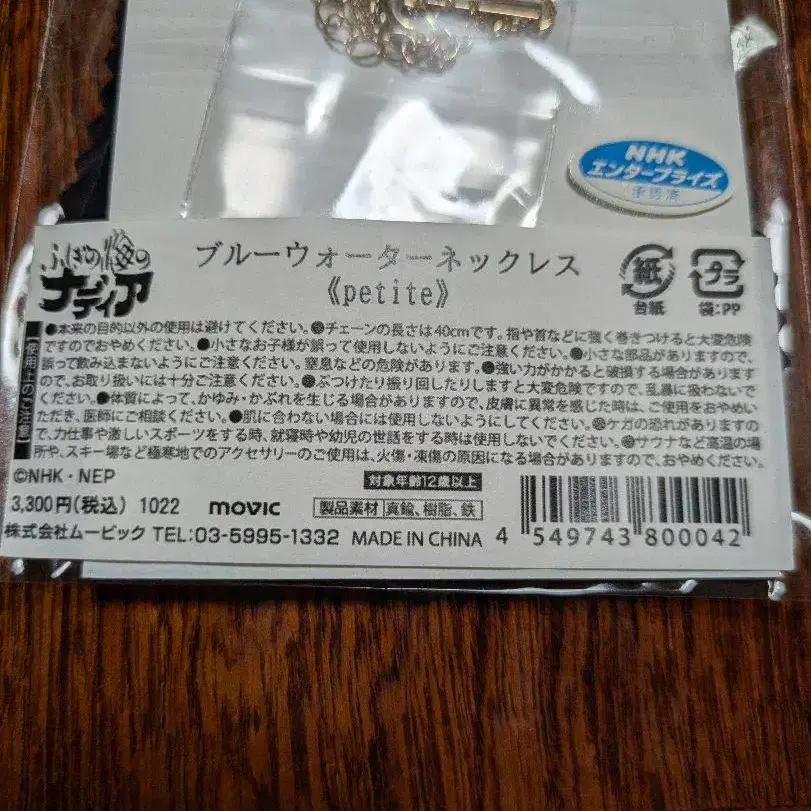 NHK
エンタープライズ
承認済
ふしぎの海の
ナディア
ブルーウォーターネックレス
《petite》
紙
台紙
プラ
袋:PP
使用上のご注意
●本来の目的以外の使用は避けてください。●チェーンの長さは40cmです。指や首などに強く巻きつけると大変危険
ですのでおやめください。●小さなお子様が誤って使用しないようにご注意ください。●小さな部品がありますので、
誤って飲み込まないようにご注意ください。窒息などの危険があります。●強い力がかかると破損する場合があります
ので、お取り扱いには十分ご注意ください。●ぶつけたり振り回したりしますと大変危険ですので、乱暴に扱わないで
ください。●体質によって、かゆみ・かぶれを生じる場合がありますので、皮膚に異常を感じた時は、ご使用をおやめい
ただき、医師にご相談ください。●肌に合わない場合には使用しないようにしてください。●ケガの恐れがありますの
で、力仕事や激しいスポーツをする時、就寝時や幼児の世話をする時は使用しないでください。●サウナなど高温の場
所や、スキー場など極寒地でのアクセサリーのご使用は、火傷・凍傷の原因になる場合がありますので、おやめください。
©NHK・NEP
対象年齢12歳以上
3,300円(税込) 1022 movic 製品素材 真鍮、樹脂、鉄
株式会社ムービック TEL:03-5995-1332 MADE IN CHINA
4 549743 800042